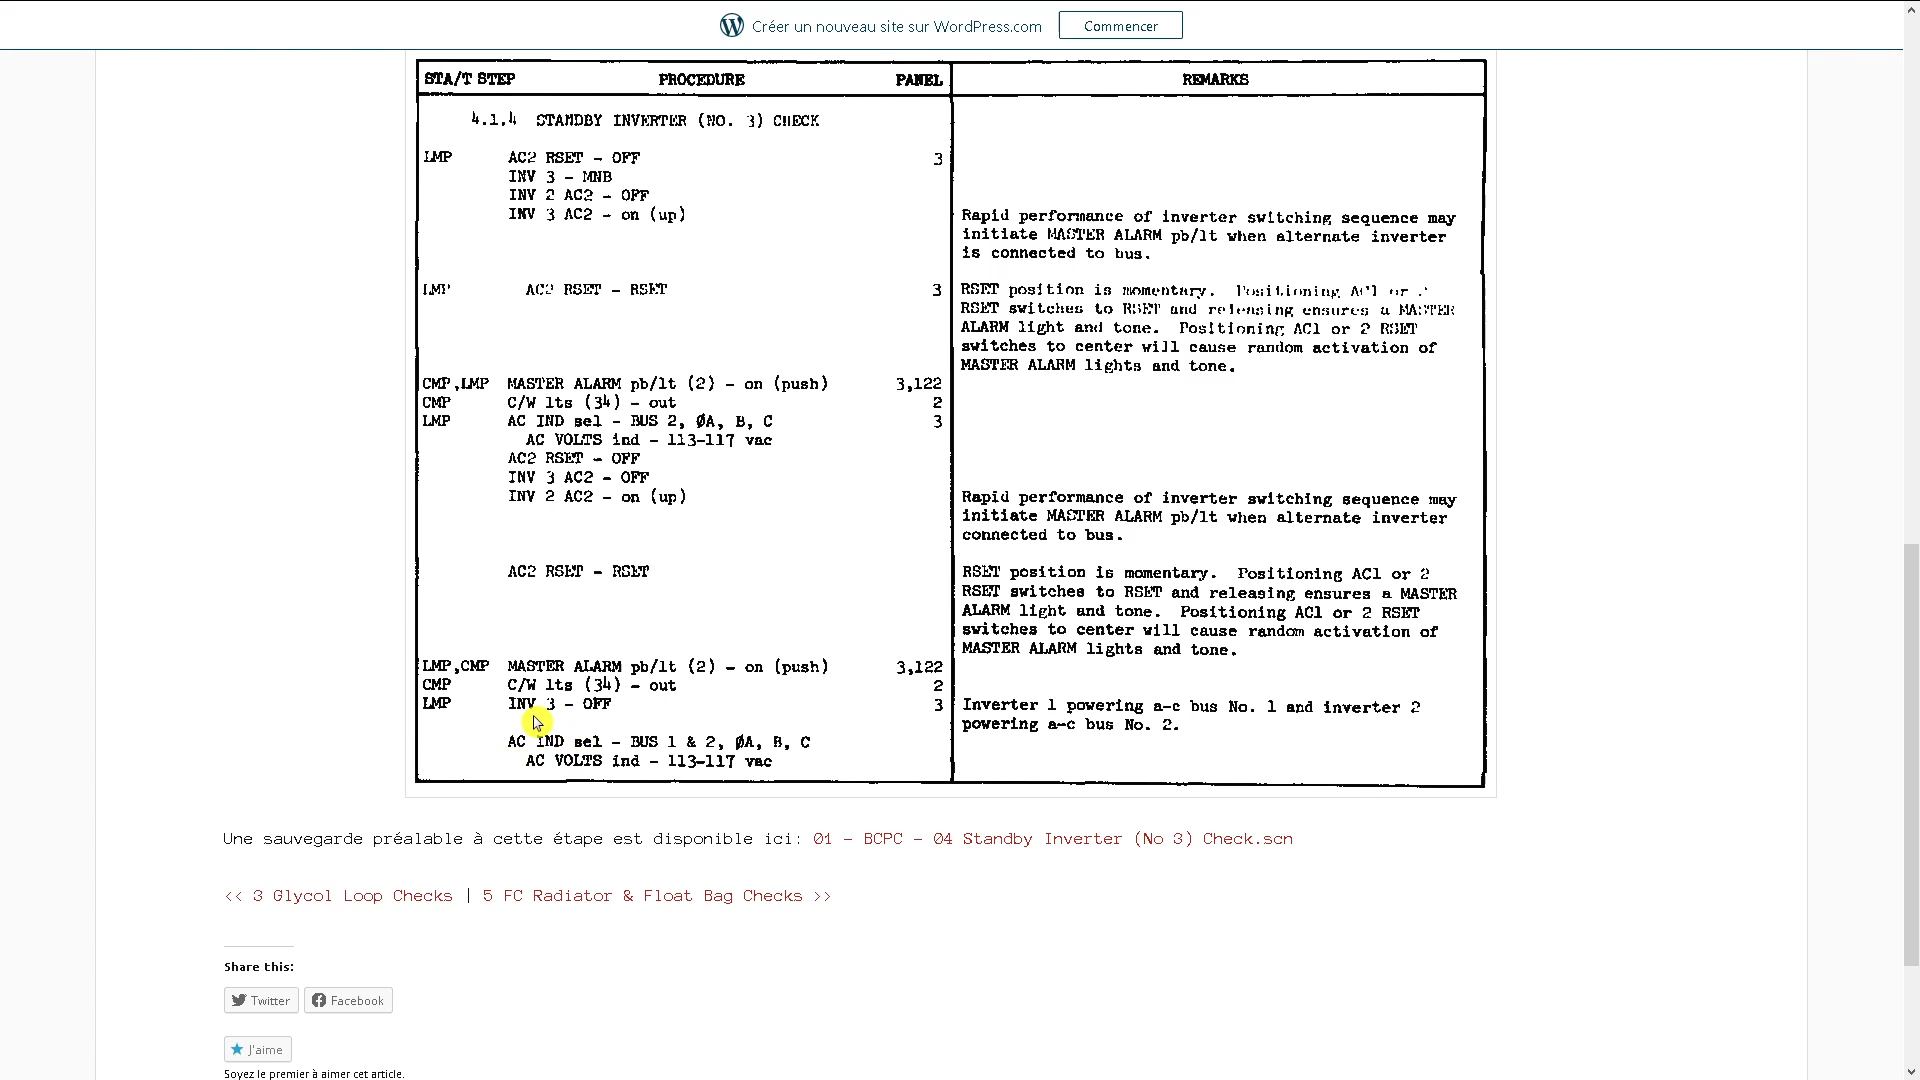 Créer un nouveau site sur WordPress.com
Commencer
STA/T STEP PROCEDURE PANEL REMARKS
4.1.4 STANDBY INVERTER (NO. 3) CHECK
LMP AC2 RSET - OFF 3
INV 3 - MNB
INV 2 AC2 - OFF
INV 3 AC2 - on (up)
Rapid performance of inverter switching sequence may
initiate MASTER ALARM pb/lt when alternate inverter
is connected to bus.
LMP AC2 RSET - RSET 3
RSET position is momentary. Positioning AC1 or
RSET switches to RSET and releasing ensures a MASTER
ALARM light and tone. Positioning AC1 or 2 RSET
switches to center will cause random activation of
MASTER ALARM lights and tone.
CMP,LMP MASTER ALARM pb/lt (2) - on (push) 3,122
CMP C/W lts (34) - out 2
LMP AC IND sel - BUS 2, ØA, B, C 3
AC VOLTS ind - 113-117 vac
AC2 RSET - OFF
INV 3 AC2 - OFF
INV 2 AC2 - on (up)
Rapid performance of inverter switching sequence may
initiate MASTER ALARM pb/lt when alternate inverter
connected to bus.
AC2 RSET - RSET
RSET position is momentary. Positioning AC1 or 2
RSET switches to RSET and releasing ensures a MASTER
ALARM light and tone. Positioning AC1 or 2 RSET
switches to center will cause random activation of
MASTER ALARM lights and tone.
LMP,CMP MASTER ALARM pb/lt (2) - on (push) 3,122
CMP C/W lts (34) - out 2
LMP INV 3 - OFF 3
Inverter 1 powering a-c bus No. 1 and inverter 2
powering a-c bus No. 2.
AC IND sel - BUS 1 & 2, ØA, B, C
AC VOLTS ind - 113-117 vac
Une sauvegarde préalable à cette étape est disponible ici: 01 - BCPC - 04 Standby Inverter (No 3) Check.scn
<< 3 Glycol Loop Checks | 5 FC Radiator & Float Bag Checks >>
Share this:
Twitter Facebook
J'aime
Soyez le premier à aimer cet article.